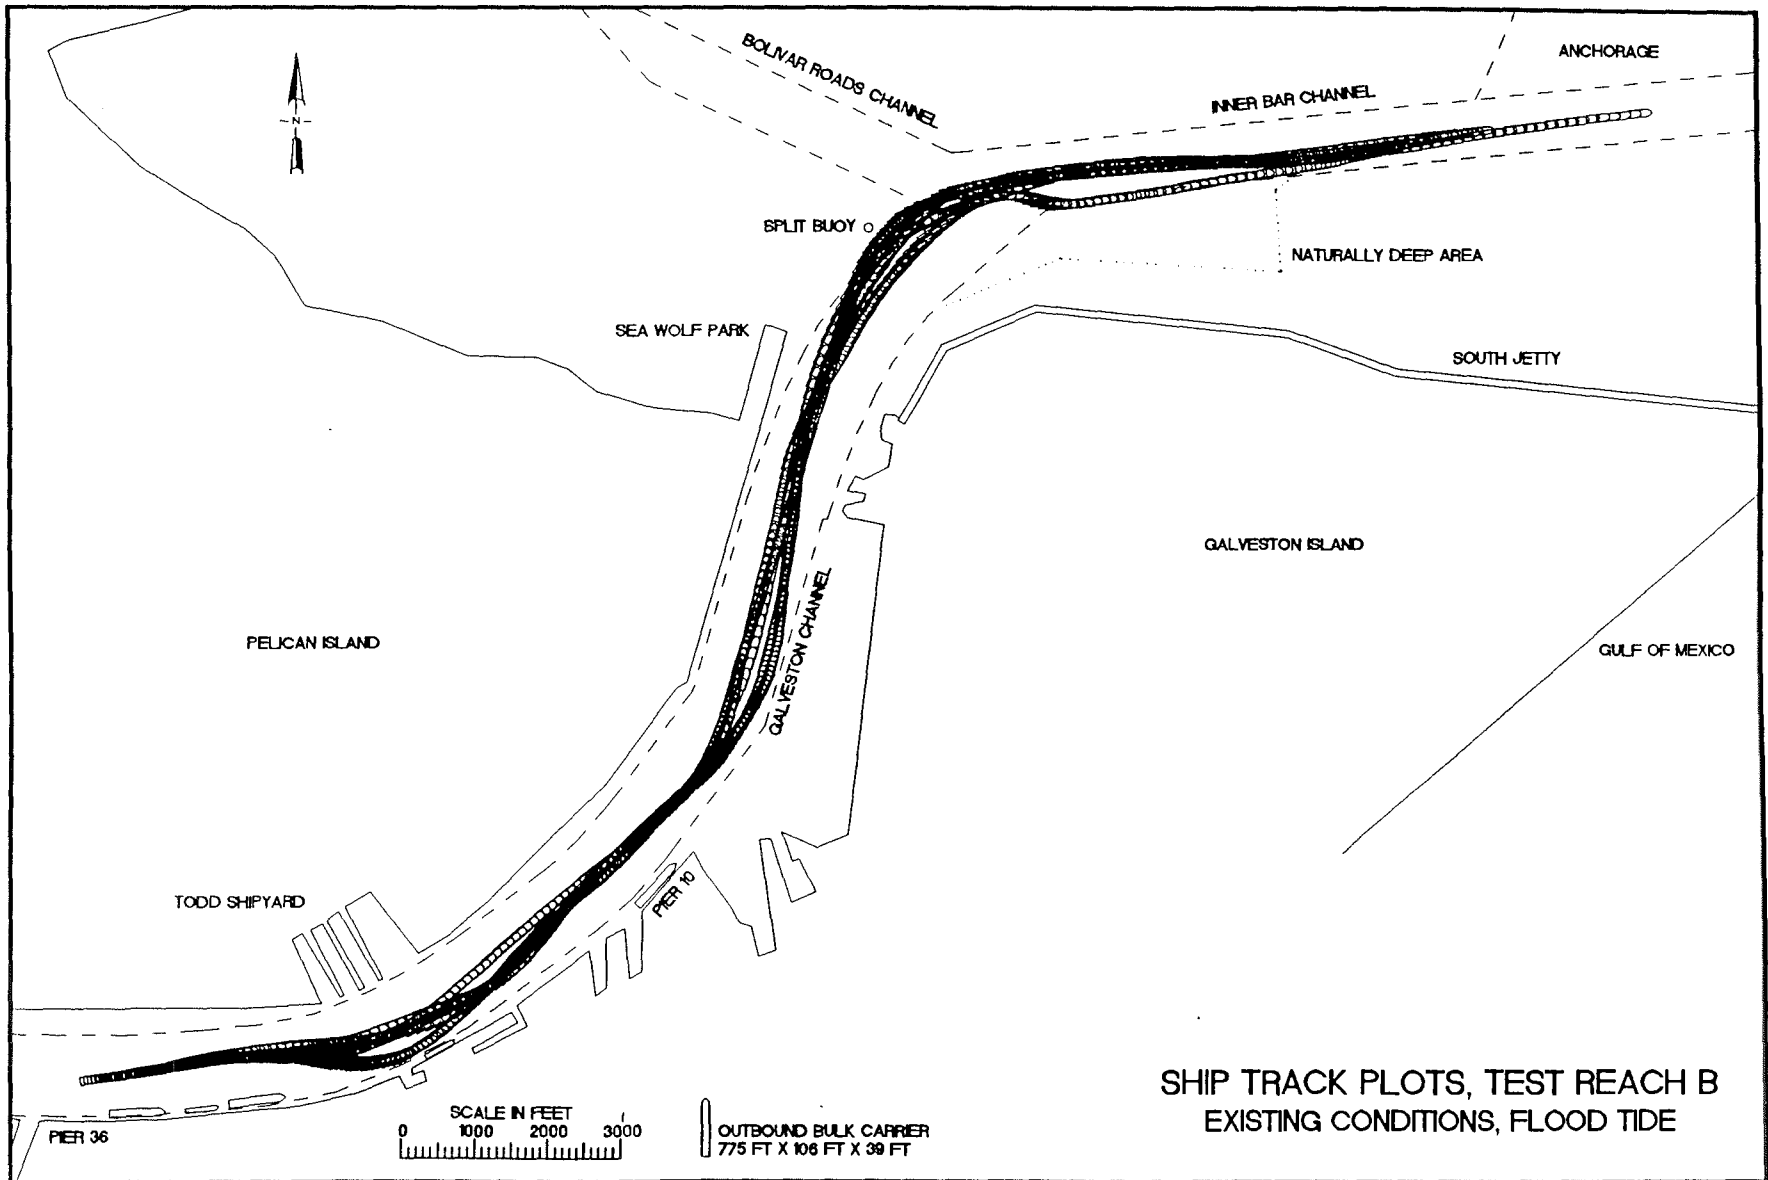 BOLIVAR ROADS CHANNEL
ANCHORAGE
INNER BAR CHANNEL
N
SPLIT BUOY
NATURALLY DEEP AREA
SEA WOLF PARK
SOUTH JETTY
GALVESTON ISLAND
GALVESTON CHANNEL
PELICAN ISLAND
GULF OF MEXICO
PIER 10
TODD SHIPYARD
SHIP TRACK PLOTS, TEST REACH B
EXISTING CONDITIONS, FLOOD TIDE
PIER 36
SCALE IN FEET
0 1000 2000 3000
OUTBOUND BULK CARRIER
775 FT X 106 FT X 39 FT